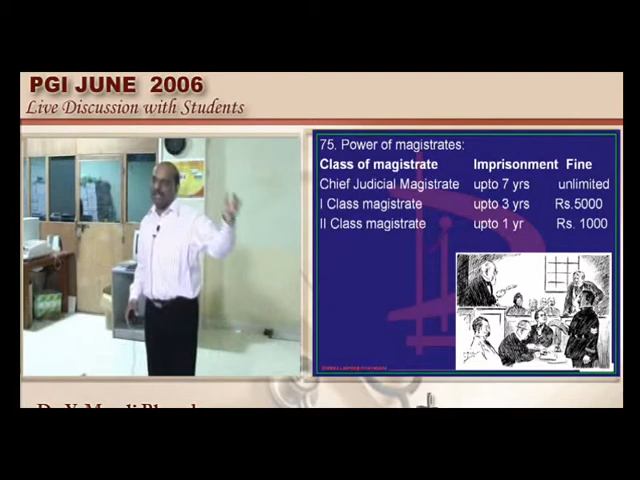 PGI JUNE 2006
Live Discussion with Students
75. Power of magistrates:
Class of magistrate Imprisonment Fine
Chief Judicial Magistrate upto 7 yrs unlimited
I Class magistrate upto 3 yrs Rs.5000
II Class magistrate upto 1 yr Rs. 1000